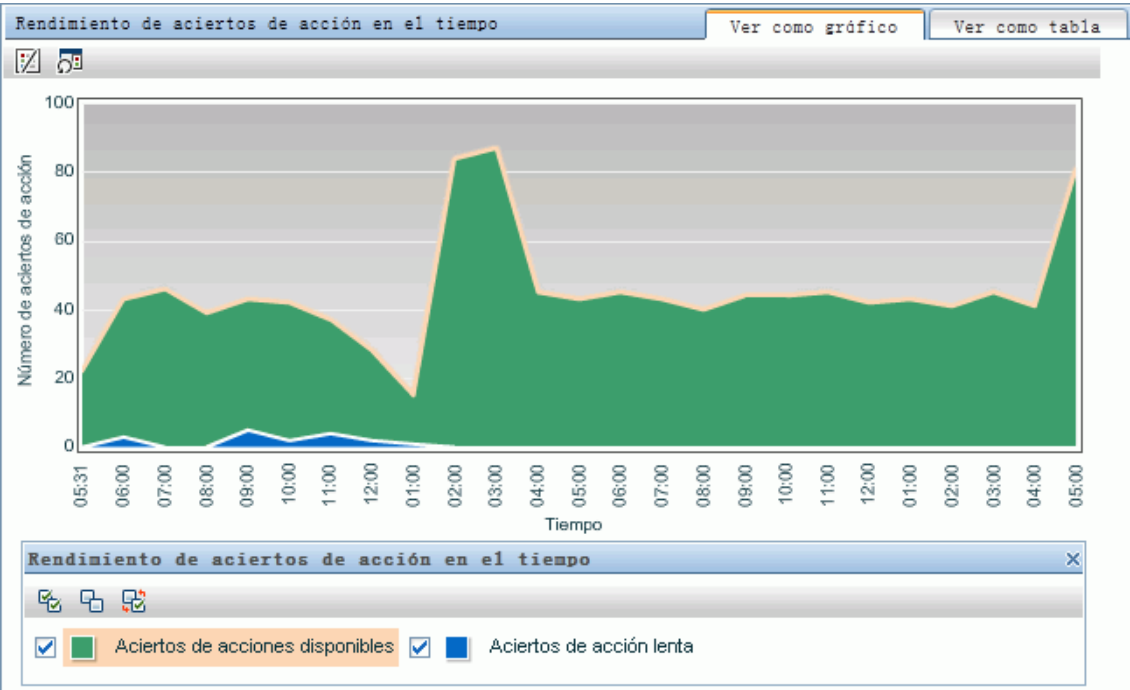 Rendimiento de aciertos de acción en el tiempo
Ver como gráfico
Ver como tabla
Número de aciertos de acción
100
80
60
40
20
0
05:31 06:00 07:00 08:00 09:00 10:00 11:00 12:00 01:00 02:00 03:00 04:00 05:00 06:00 07:00 08:00 09:00 10:00 11:00 12:00 01:00 02:00 03:00 04:00 05:00
Tiempo
Rendimiento de aciertos de acción en el tiempo
Aciertos de acciones disponibles
Aciertos de acción lenta